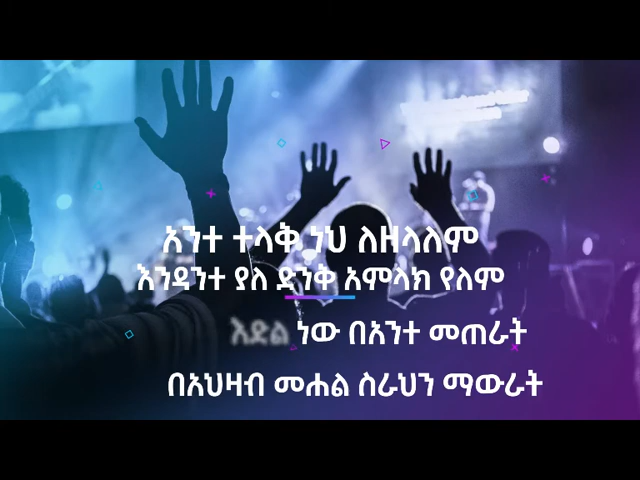 አንተ ተላቅ ነህ ለዘላለም
እንዳንተ ያለ ድንቅ አምላክ የለም
እድል ነው በአንተ መጠራት
በአህዛብ መሐል ስራህን ማውራት